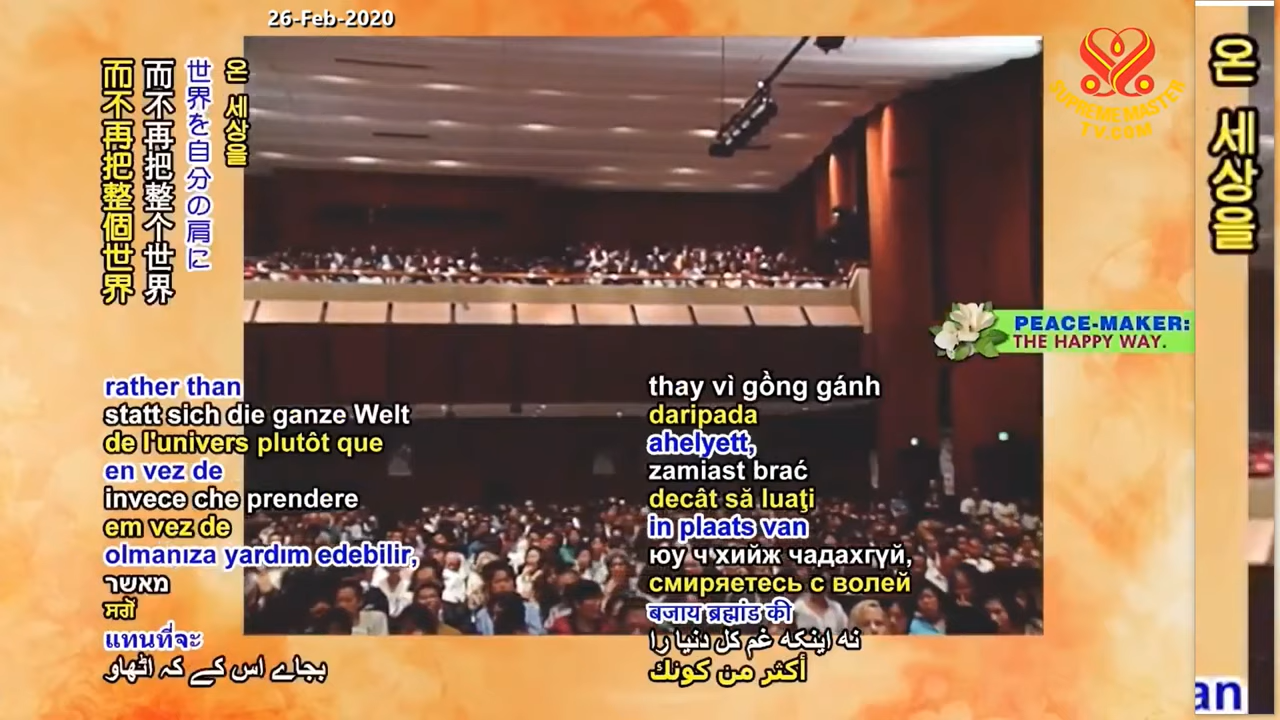 26-Feb-2020
온 세상을
世界を自分の肩に
而不再把整个世界
而不再把整個世界
SUPREME MASTER
TV.COM
온 세상을
PEACE-MAKER:
THE HAPPY WAY.
rather than
statt sich die ganze Welt
de l'univers plutôt que
en vez de
invece che prendere
em vez de
olmanıza yardım edebilir,
מאשר
ਸਗੋਂ
แทนที่จะ
بجاے اس کے کہ اٹھاو
thay vì gồng gánh
daripada
ahelyett,
zamiast brać
decât să luaţi
in plaats van
юу ч хийж чадахгүй,
смиряетесь с волей
बजाय ब्रह्मांड की
نه اینکه غم کل دنیا را
أكثر من كونك
an